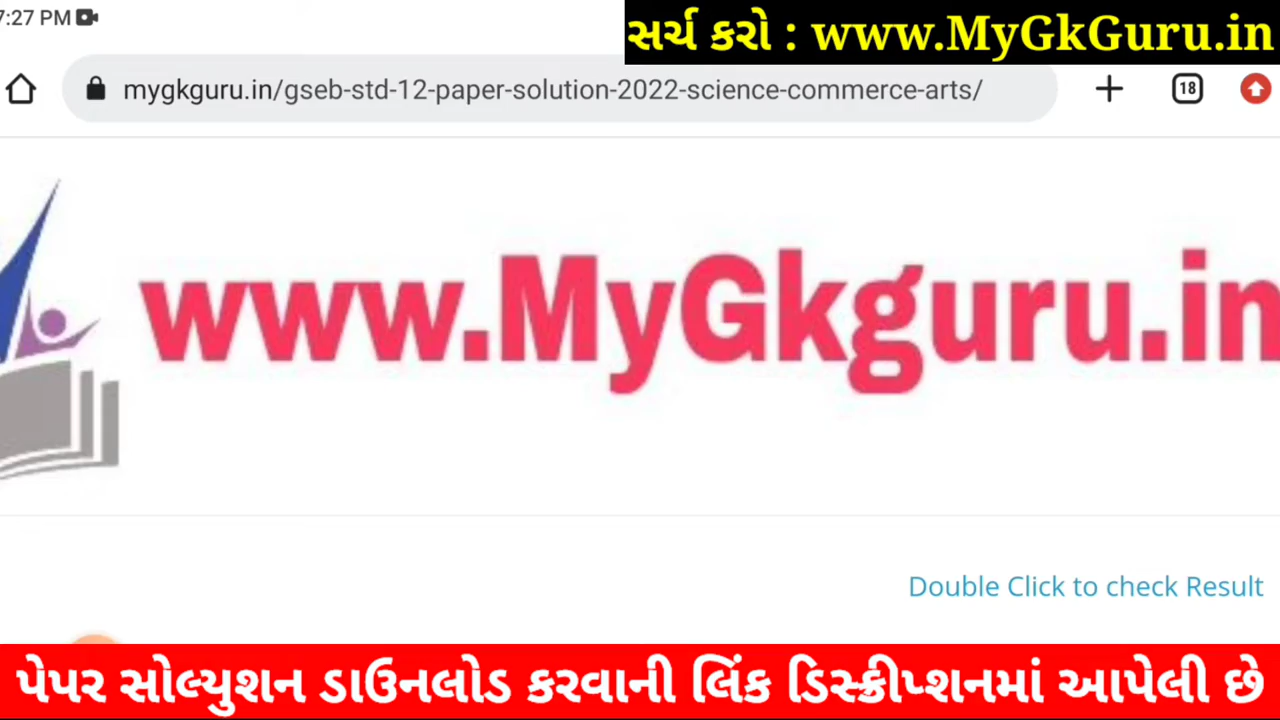 7:27 PM
સર્ચ કરો : www.MyGkGuru.in
mygkguru.in/gseb-std-12-paper-solution-2022-science-commerce-arts/
18
www.MyGkguru.in
Double Click to check Result
પેપર સોલ્યુશન ડાઉનલોડ કરવાની લિંક ડિસ્ક્રીપ્શનમાં આપેલી છે